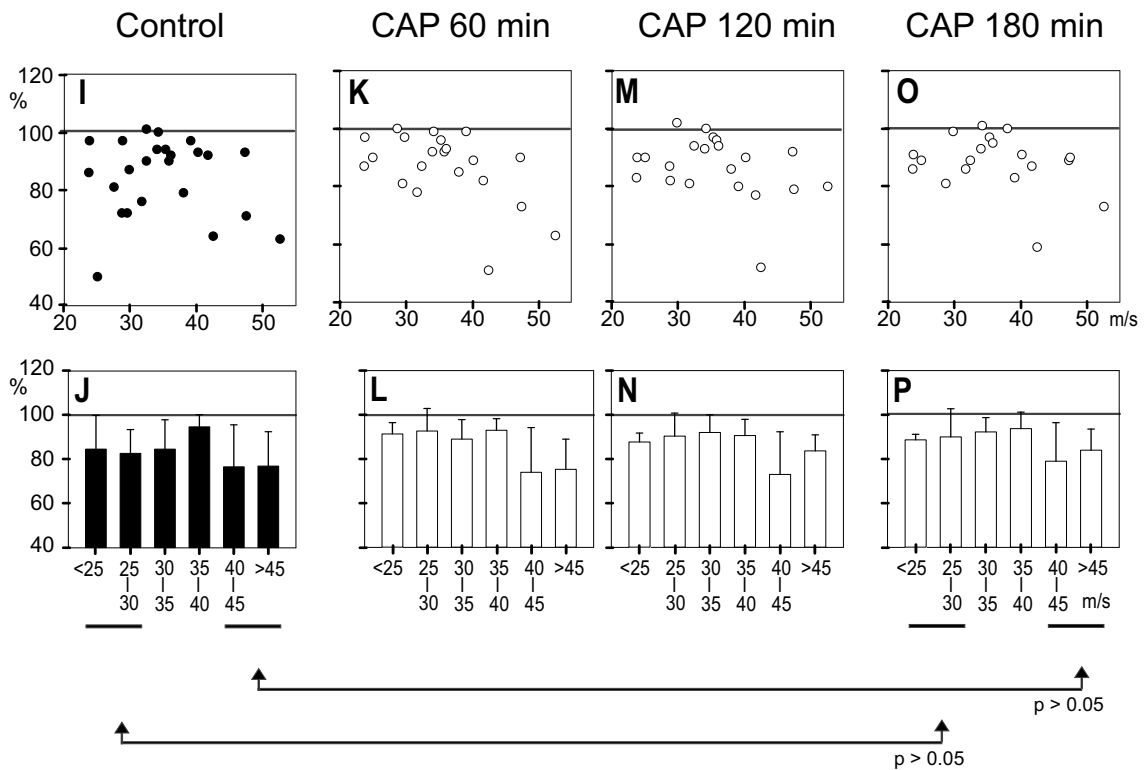 Control CAP 60 min CAP 120 min CAP 180 min
120 I K M O
%
100
80
60
40
20 30 40 50 20 30 40 50 20 30 40 50 20 30 40 50 m/s
120 J L N P
%
100
80
60
40
<25 25 30 35 40 >45 <25 25 30 35 40 >45 <25 25 30 35 40 >45 <25 25 30 35 40 >45
| | | | | | | | | | | | | | | |
30 35 40 45 30 35 40 45 30 35 40 45 30 35 40 45 m/s
p > 0.05
p > 0.05